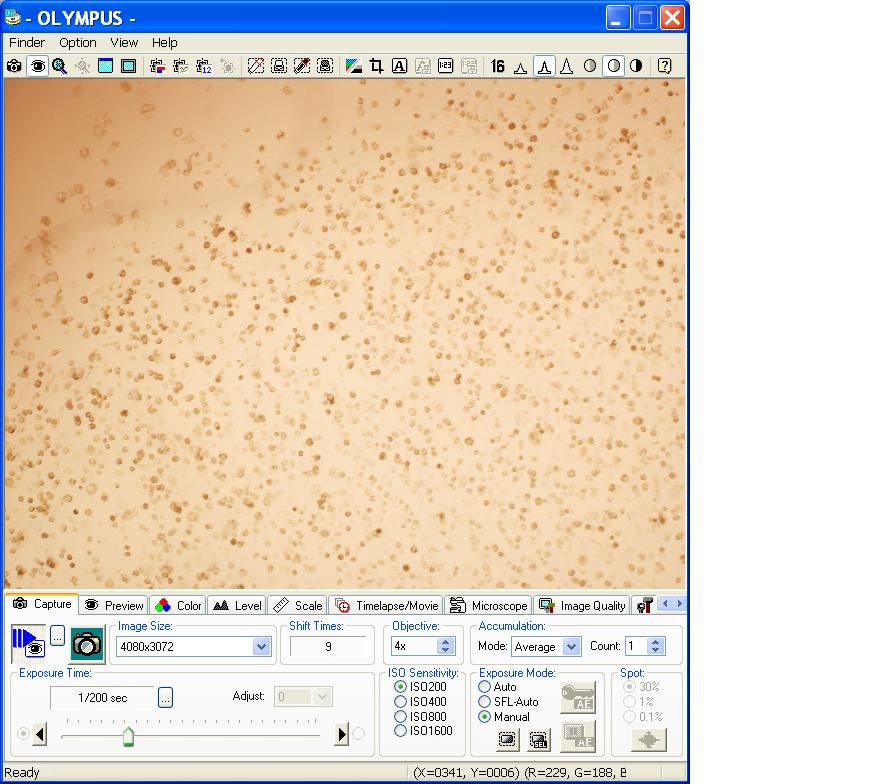 - OLYMPUS -
Finder Option View Help
A 123 16 ?
Capture Preview Color Level Scale Timelapse/Movie Microscope Image Quality
Image Size: Shift Times: Objective: Accumulation:
... 4080x3072 9 4x Mode: Average Count: 1
Exposure Time: ISO Sensitivity: Exposure Mode: Spot:
1/200 sec ... Adjust: 0
ISO200 Auto AE 30%
ISO400 SFL-Auto 1%
ISO800 Manual 0.1%
ISO1600 SEL AE
Ready (X=0341, Y=0006) (R=229, G=188, B